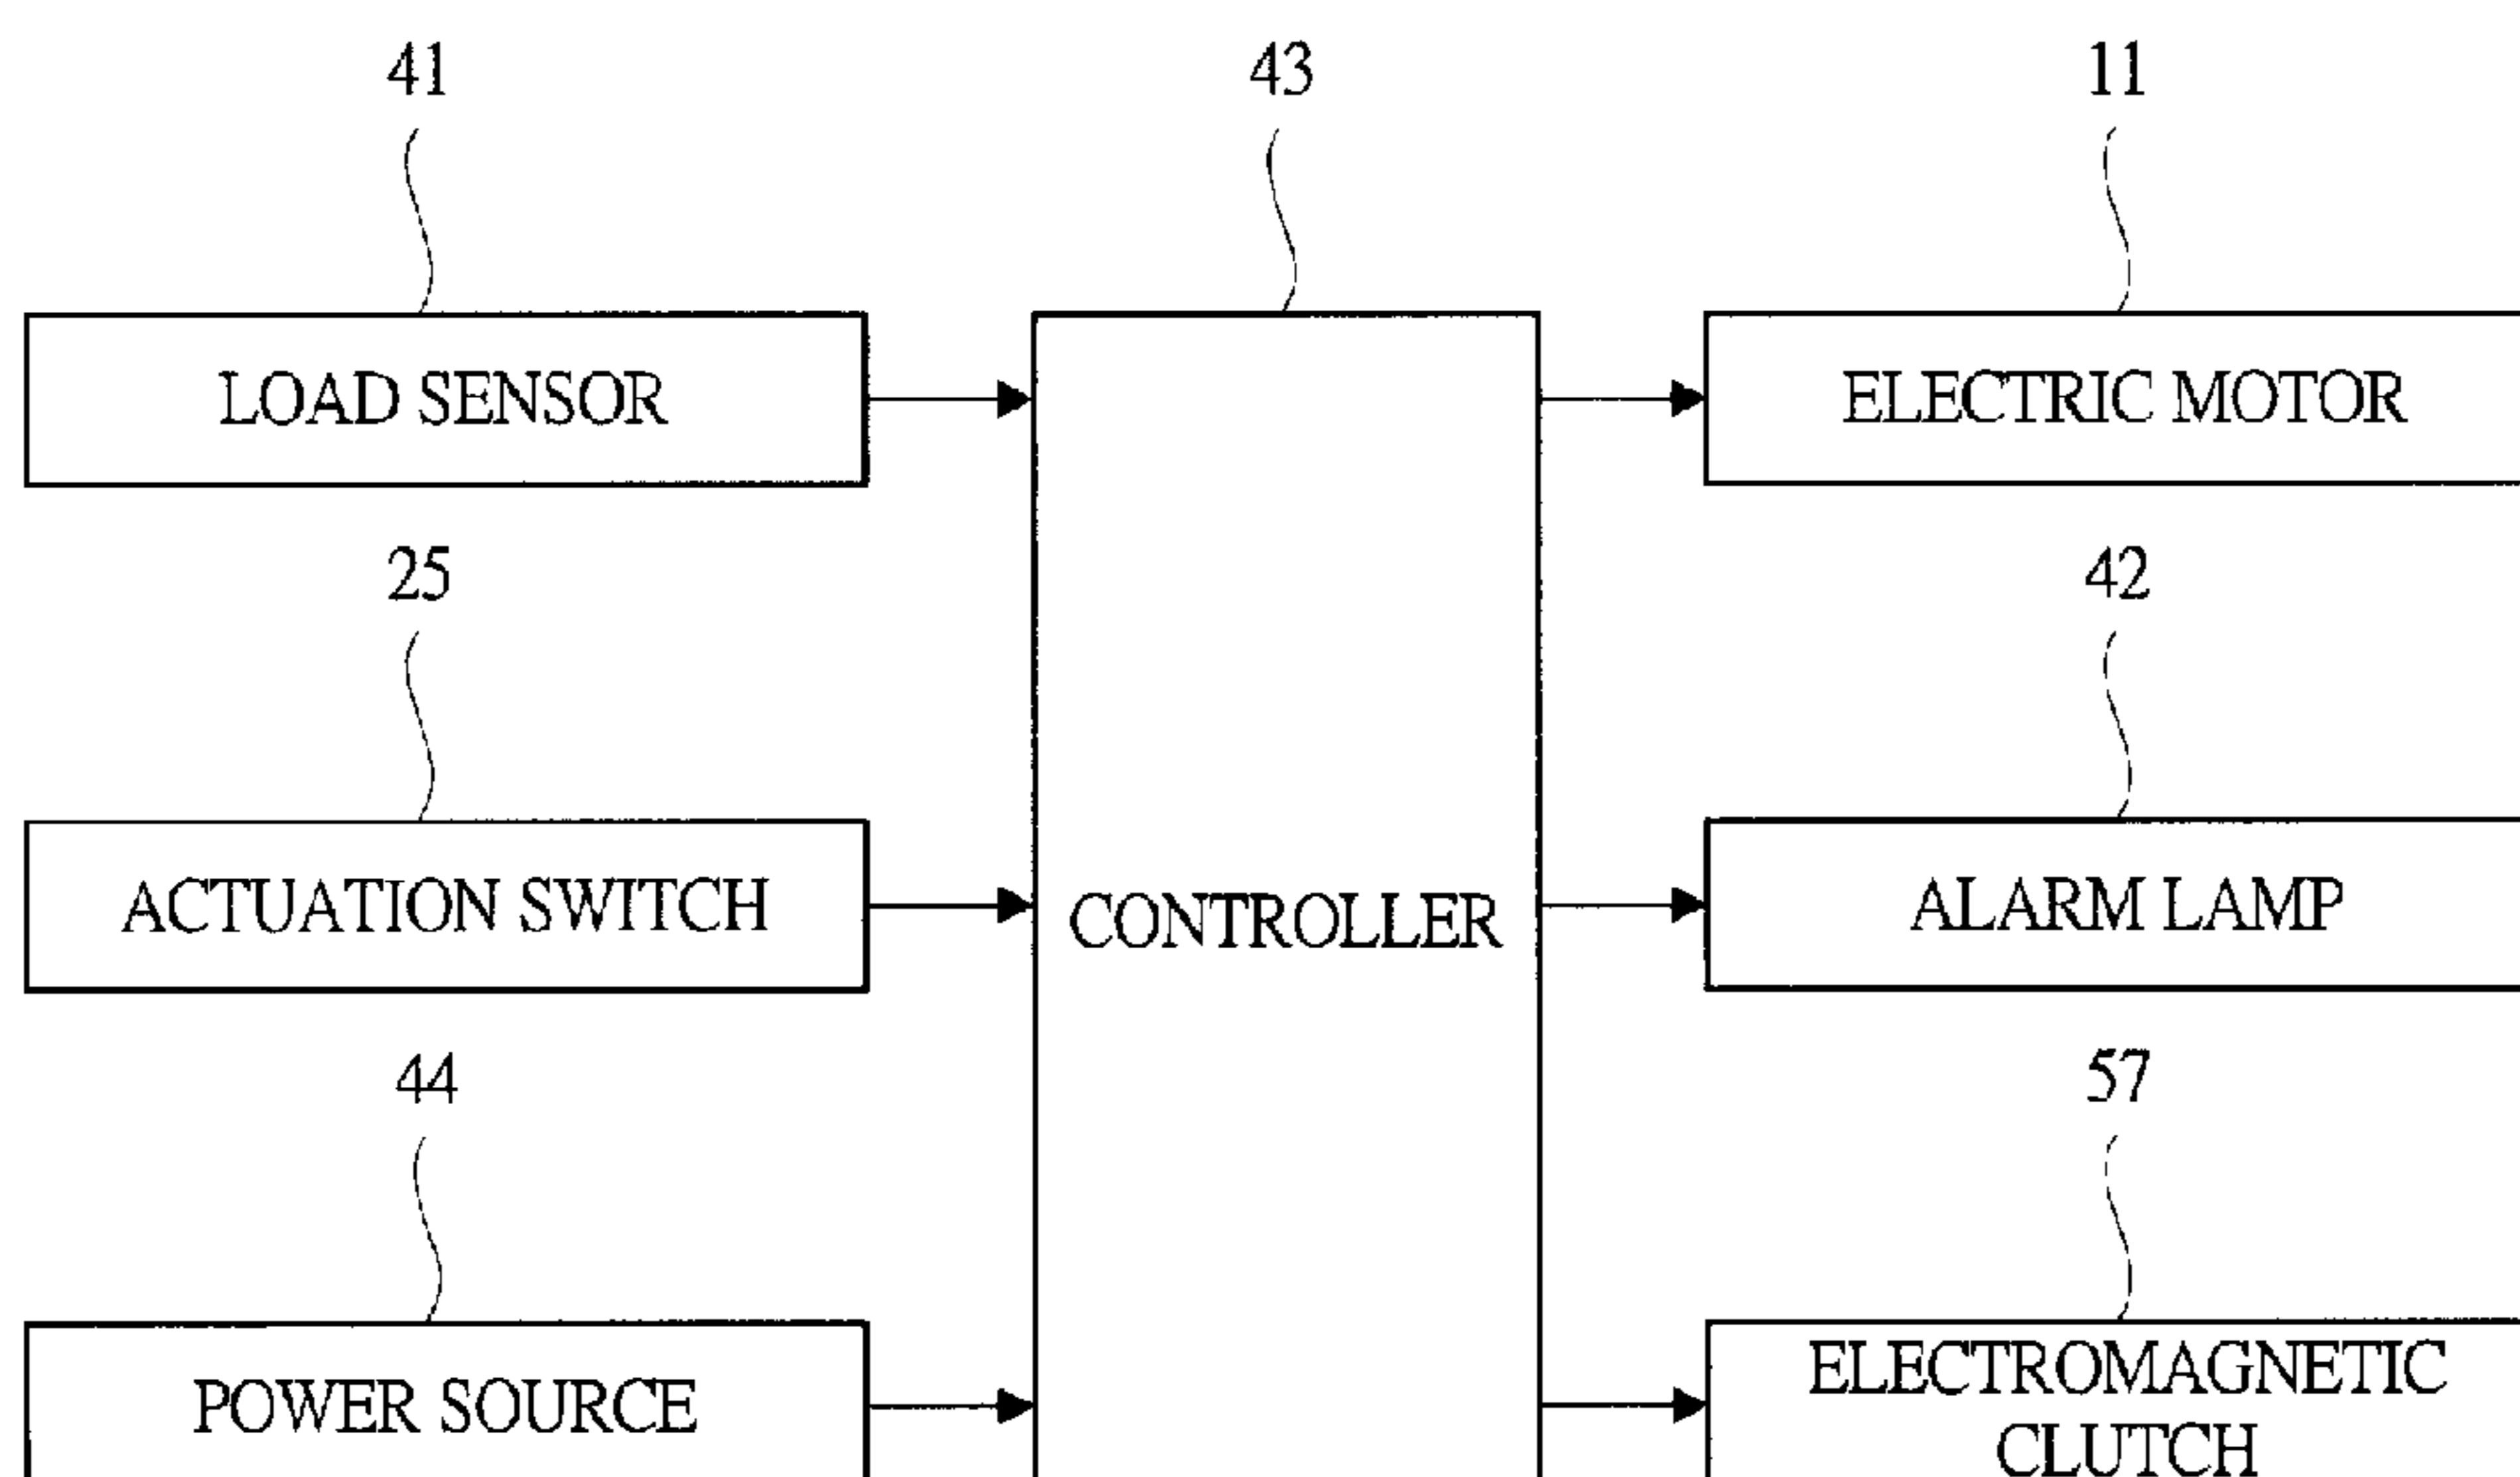 41 43 11
LOAD SENSOR ELECTRIC MOTOR
25 42
ACTUATION SWITCH CONTROLLER ALARM LAMP
44 57
POWER SOURCE ELECTROMAGNETIC
CLUTCH